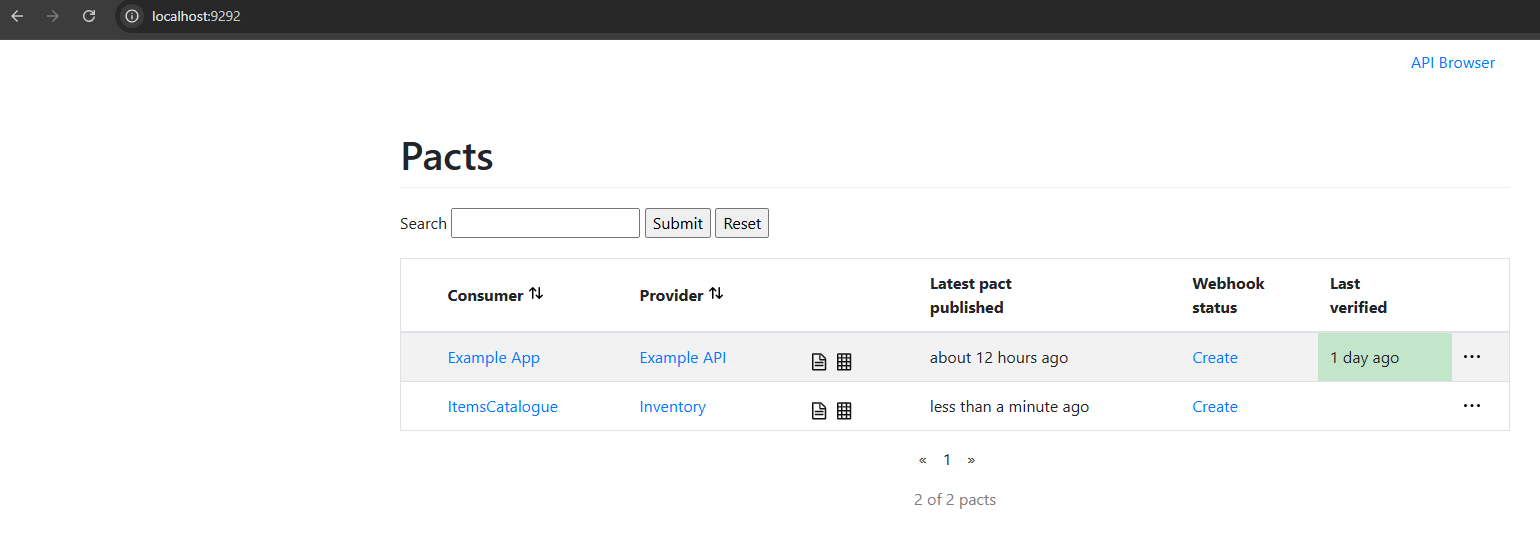 localhost:9292
API Browser
Pacts
Search Submit Reset
Consumer Provider Latest pact published Webhook status Last verified
Example App Example API about 12 hours ago Create 1 day ago ...
ItemsCatalogue Inventory less than a minute ago Create ...
« 1 »
2 of 2 pacts